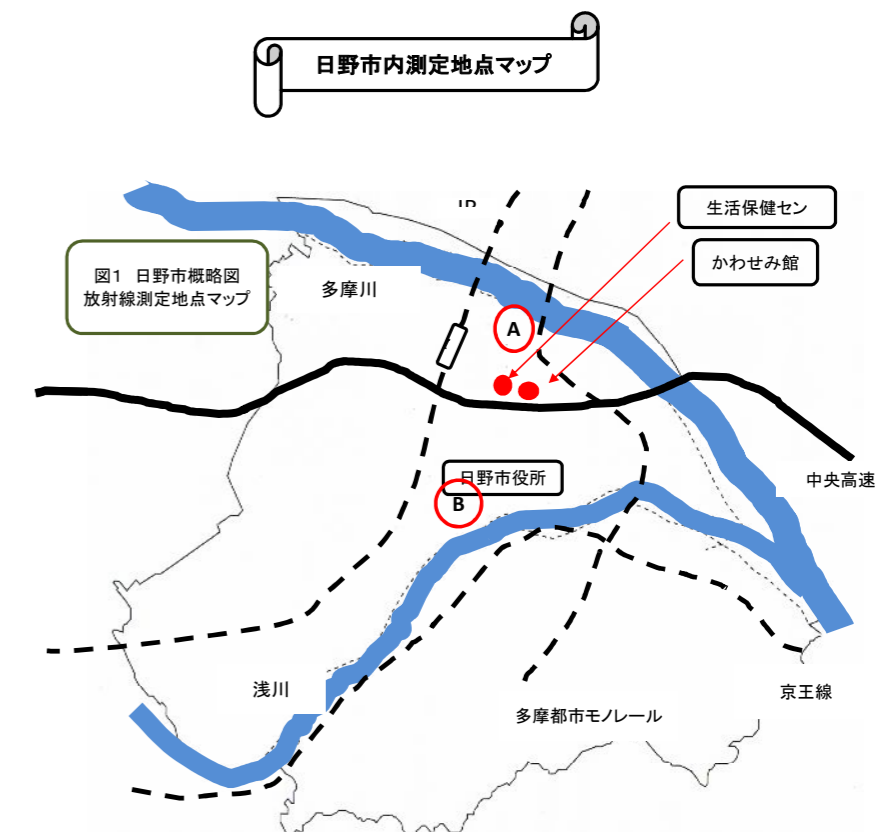 日野市内測定地点マップ
生活保健セン
かわせみ館
図1 日野市概略図
放射線測定地点マップ
多摩川
A
中央高速
日野市役所
B
浅川
京王線
多摩都市モノレール